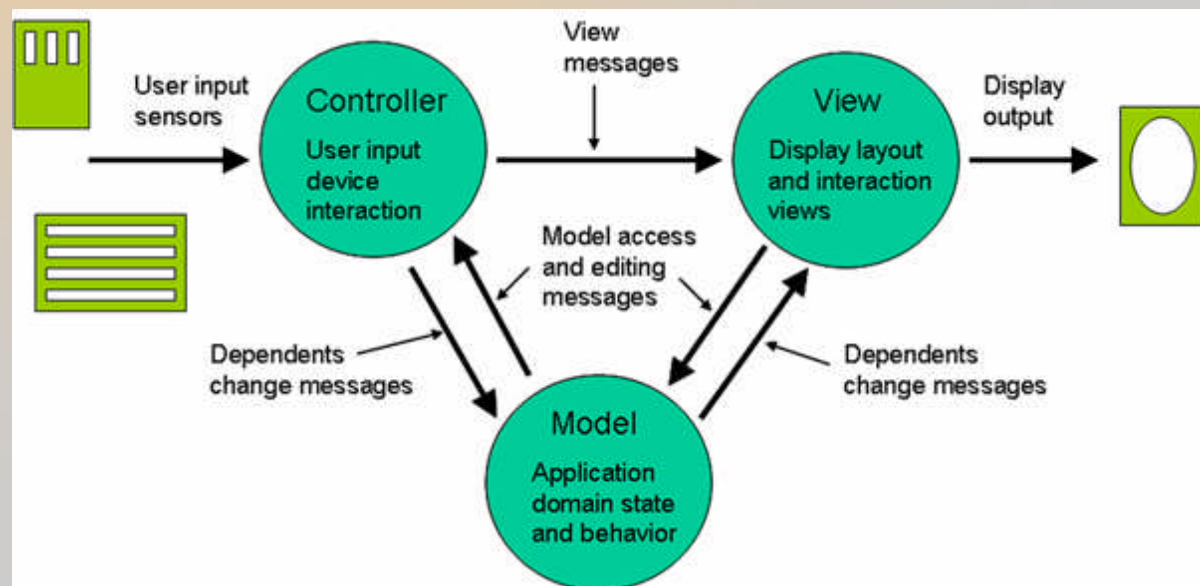 User input
sensors
Controller
User input
device
interaction
View
messages
View
Display layout
and interaction
views
Display
output
Model access
and editing
messages
Dependents
change messages
Dependents
change messages
Model
Application
domain state
and behavior